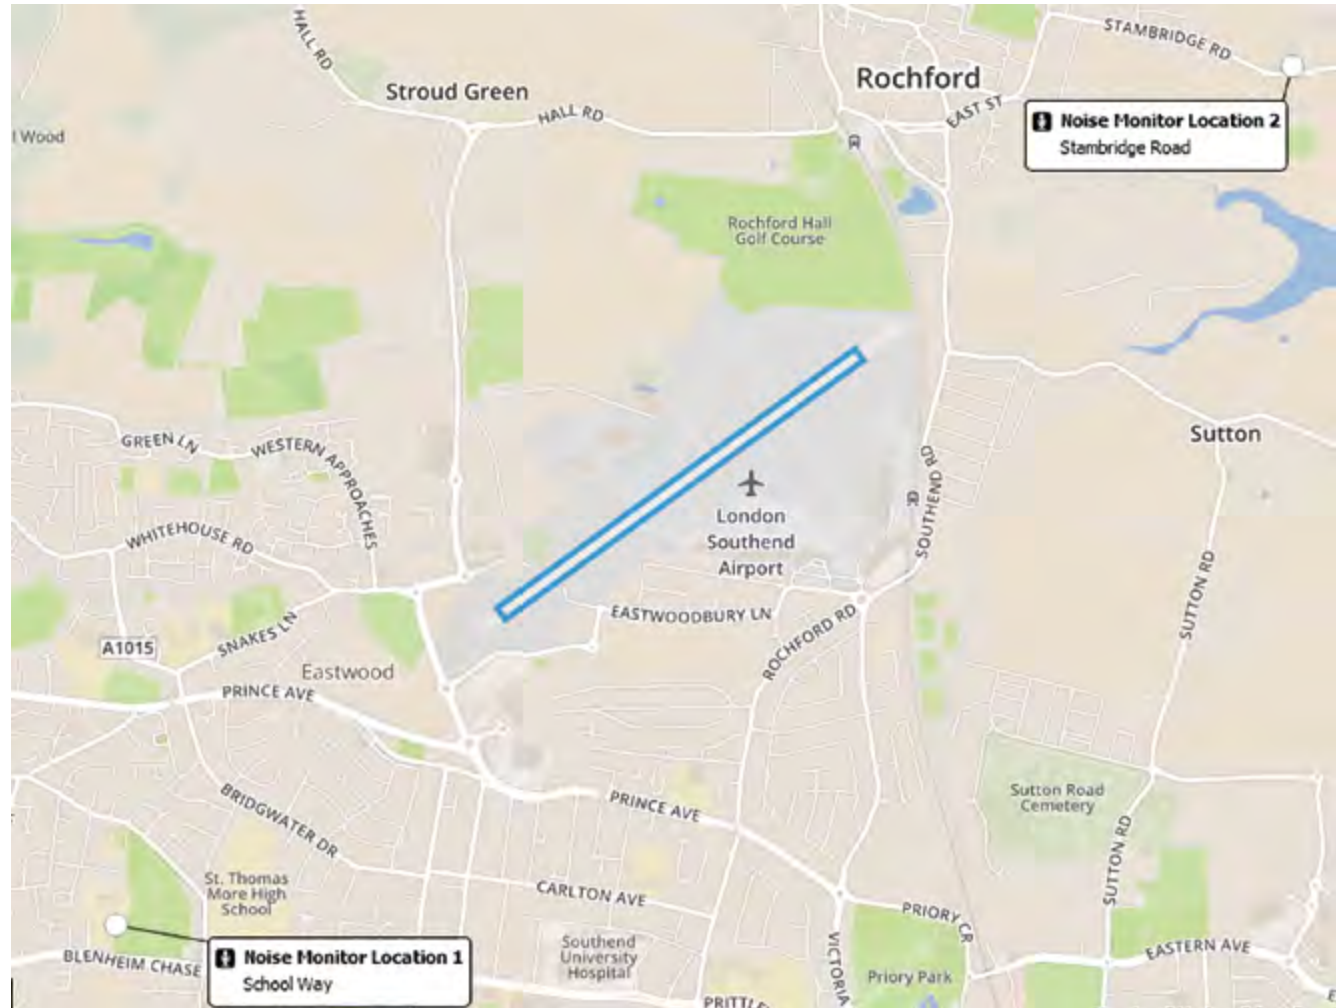 HALL RD
STAMBRIDGE RD
Rochford
Stroud Green
HALL RD
EAST ST
Noise Monitor Location 2
Stambridge Road
l Wood
Rochford Hall
Golf Course
GREEN LN
WESTERN APPROACHES
Sutton
SOUTHEND RD
WHITEHOUSE RD
London
Southend
Airport
EASTWOODBURY LN
ROCHFORD RD
SUTTON RD
SNAKES LN
A1015
Eastwood
PRINCE AVE
BRIDGWATER DR
PRINCE AVE
Sutton Road
Cemetery
SUTTON RD
St. Thomas
More High
School
CARLTON AVE
PRIORY CR
VICTORIA
EASTERN AVE
Southend
University
Hospital
Priory Park
BLENHEIM CHASE
Noise Monitor Location 1
School Way
PRITTLE